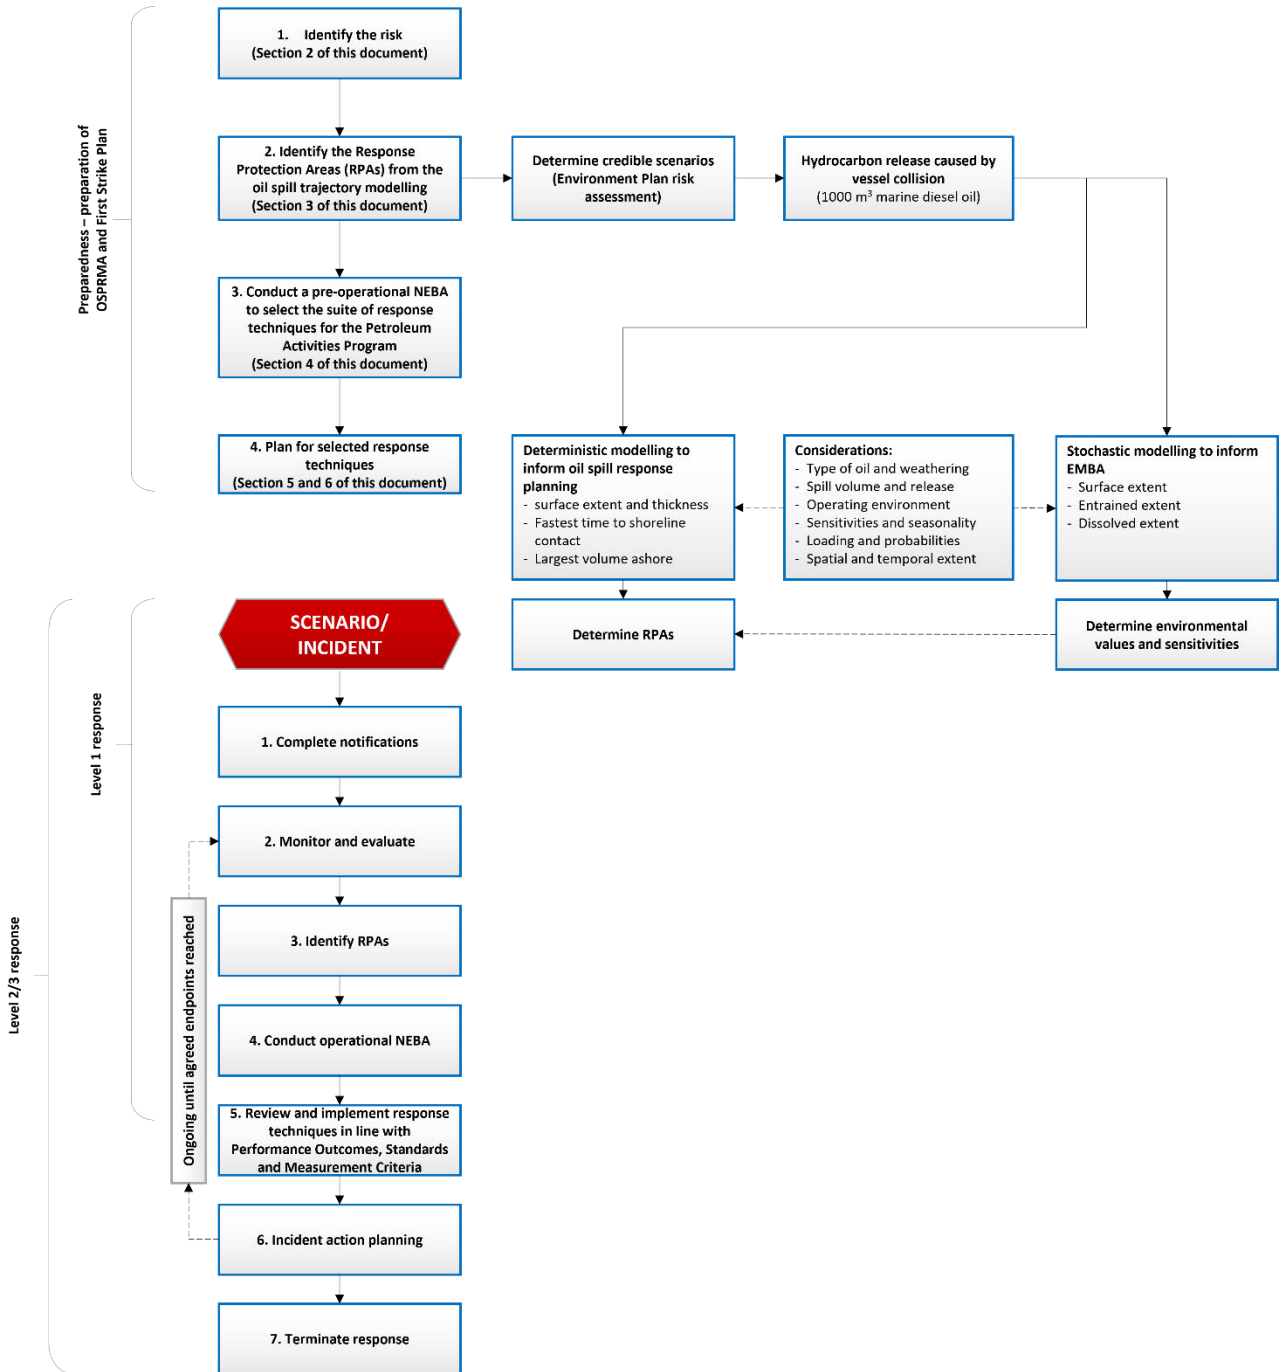 Preparedness – preparation of
OSPRMA and First Strike Plan
1. Identify the risk
(Section 2 of this document)
2. Identify the Response
Protection Areas (RPAs) from the
oil spill trajectory modelling
(Section 3 of this document)
Determine credible scenarios
(Environment Plan risk
assessment)
Hydrocarbon release caused by
vessel collision
(1000 m³ marine diesel oil)
3. Conduct a pre-operational NEBA
to select the suite of response
techniques for the Petroleum
Activities Program
(Section 4 of this document)
4. Plan for selected response
techniques
(Section 5 and 6 of this document)
Deterministic modelling to
inform oil spill response
planning
- surface extent and thickness
- Fastest time to shoreline
contact
- Largest volume ashore
Considerations:
- Type of oil and weathering
- Spill volume and release
- Operating environment
- Sensitivities and seasonality
- Loading and probabilities
- Spatial and temporal extent
Stochastic modelling to inform
EMBA
- Surface extent
- Entrained extent
- Dissolved extent
Determine RPAs
Determine environmental
values and sensitivities
Level 2/3 response
Level 1 response
SCENARIO/
INCIDENT
1. Complete notifications
2. Monitor and evaluate
3. Identify RPAs
4. Conduct operational NEBA
5. Review and implement response
techniques in line with
Performance Outcomes, Standards
and Measurement Criteria
Ongoing until agreed endpoints reached
6. Incident action planning
7. Terminate response